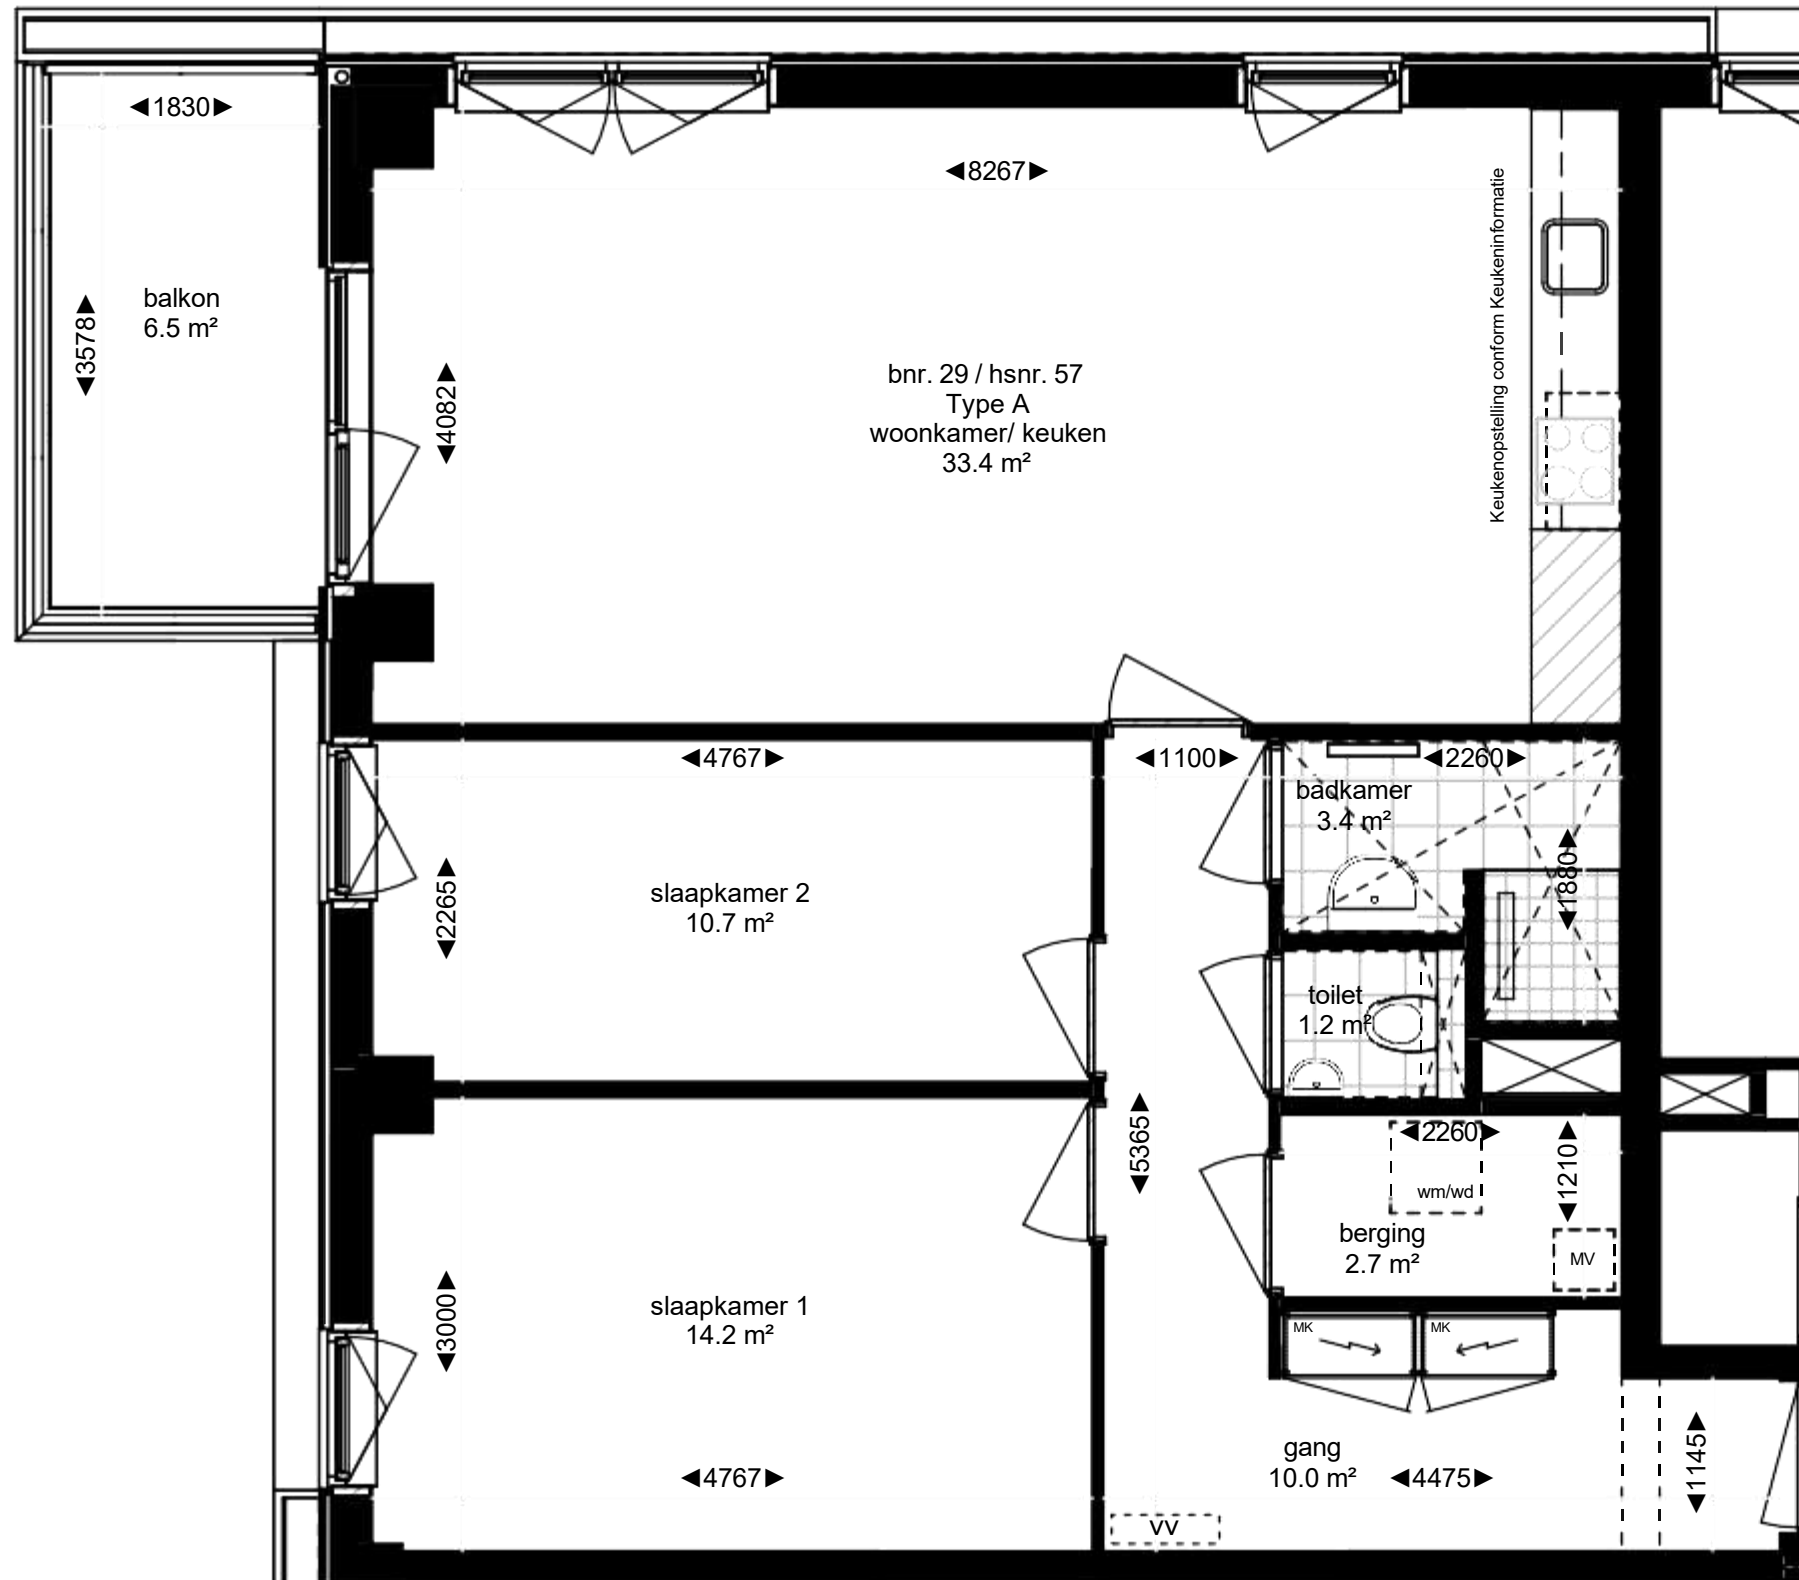 ◄1830►
◄8267►
Keukenopstelling conform Keukeninformatie
balkon
6.5 m²
◄3578►
◄4082►
bnr. 29 / hsnr. 57
Type A
woonkamer/ keuken
33.4 m²
◄4767►
◄1100►
◄2260►
badkamer
3.4 m²
◄1880►
◄2265►
slaapkamer 2
10.7 m²
toilet
1.2 m²
◄5365►
◄2260►
◄1210►
wm/wd
berging
2.7 m²
MV
◄3000►
slaapkamer 1
14.2 m²
MK
MK
gang
10.0 m²
◄4475►
◄1145►
◄4767►
VV